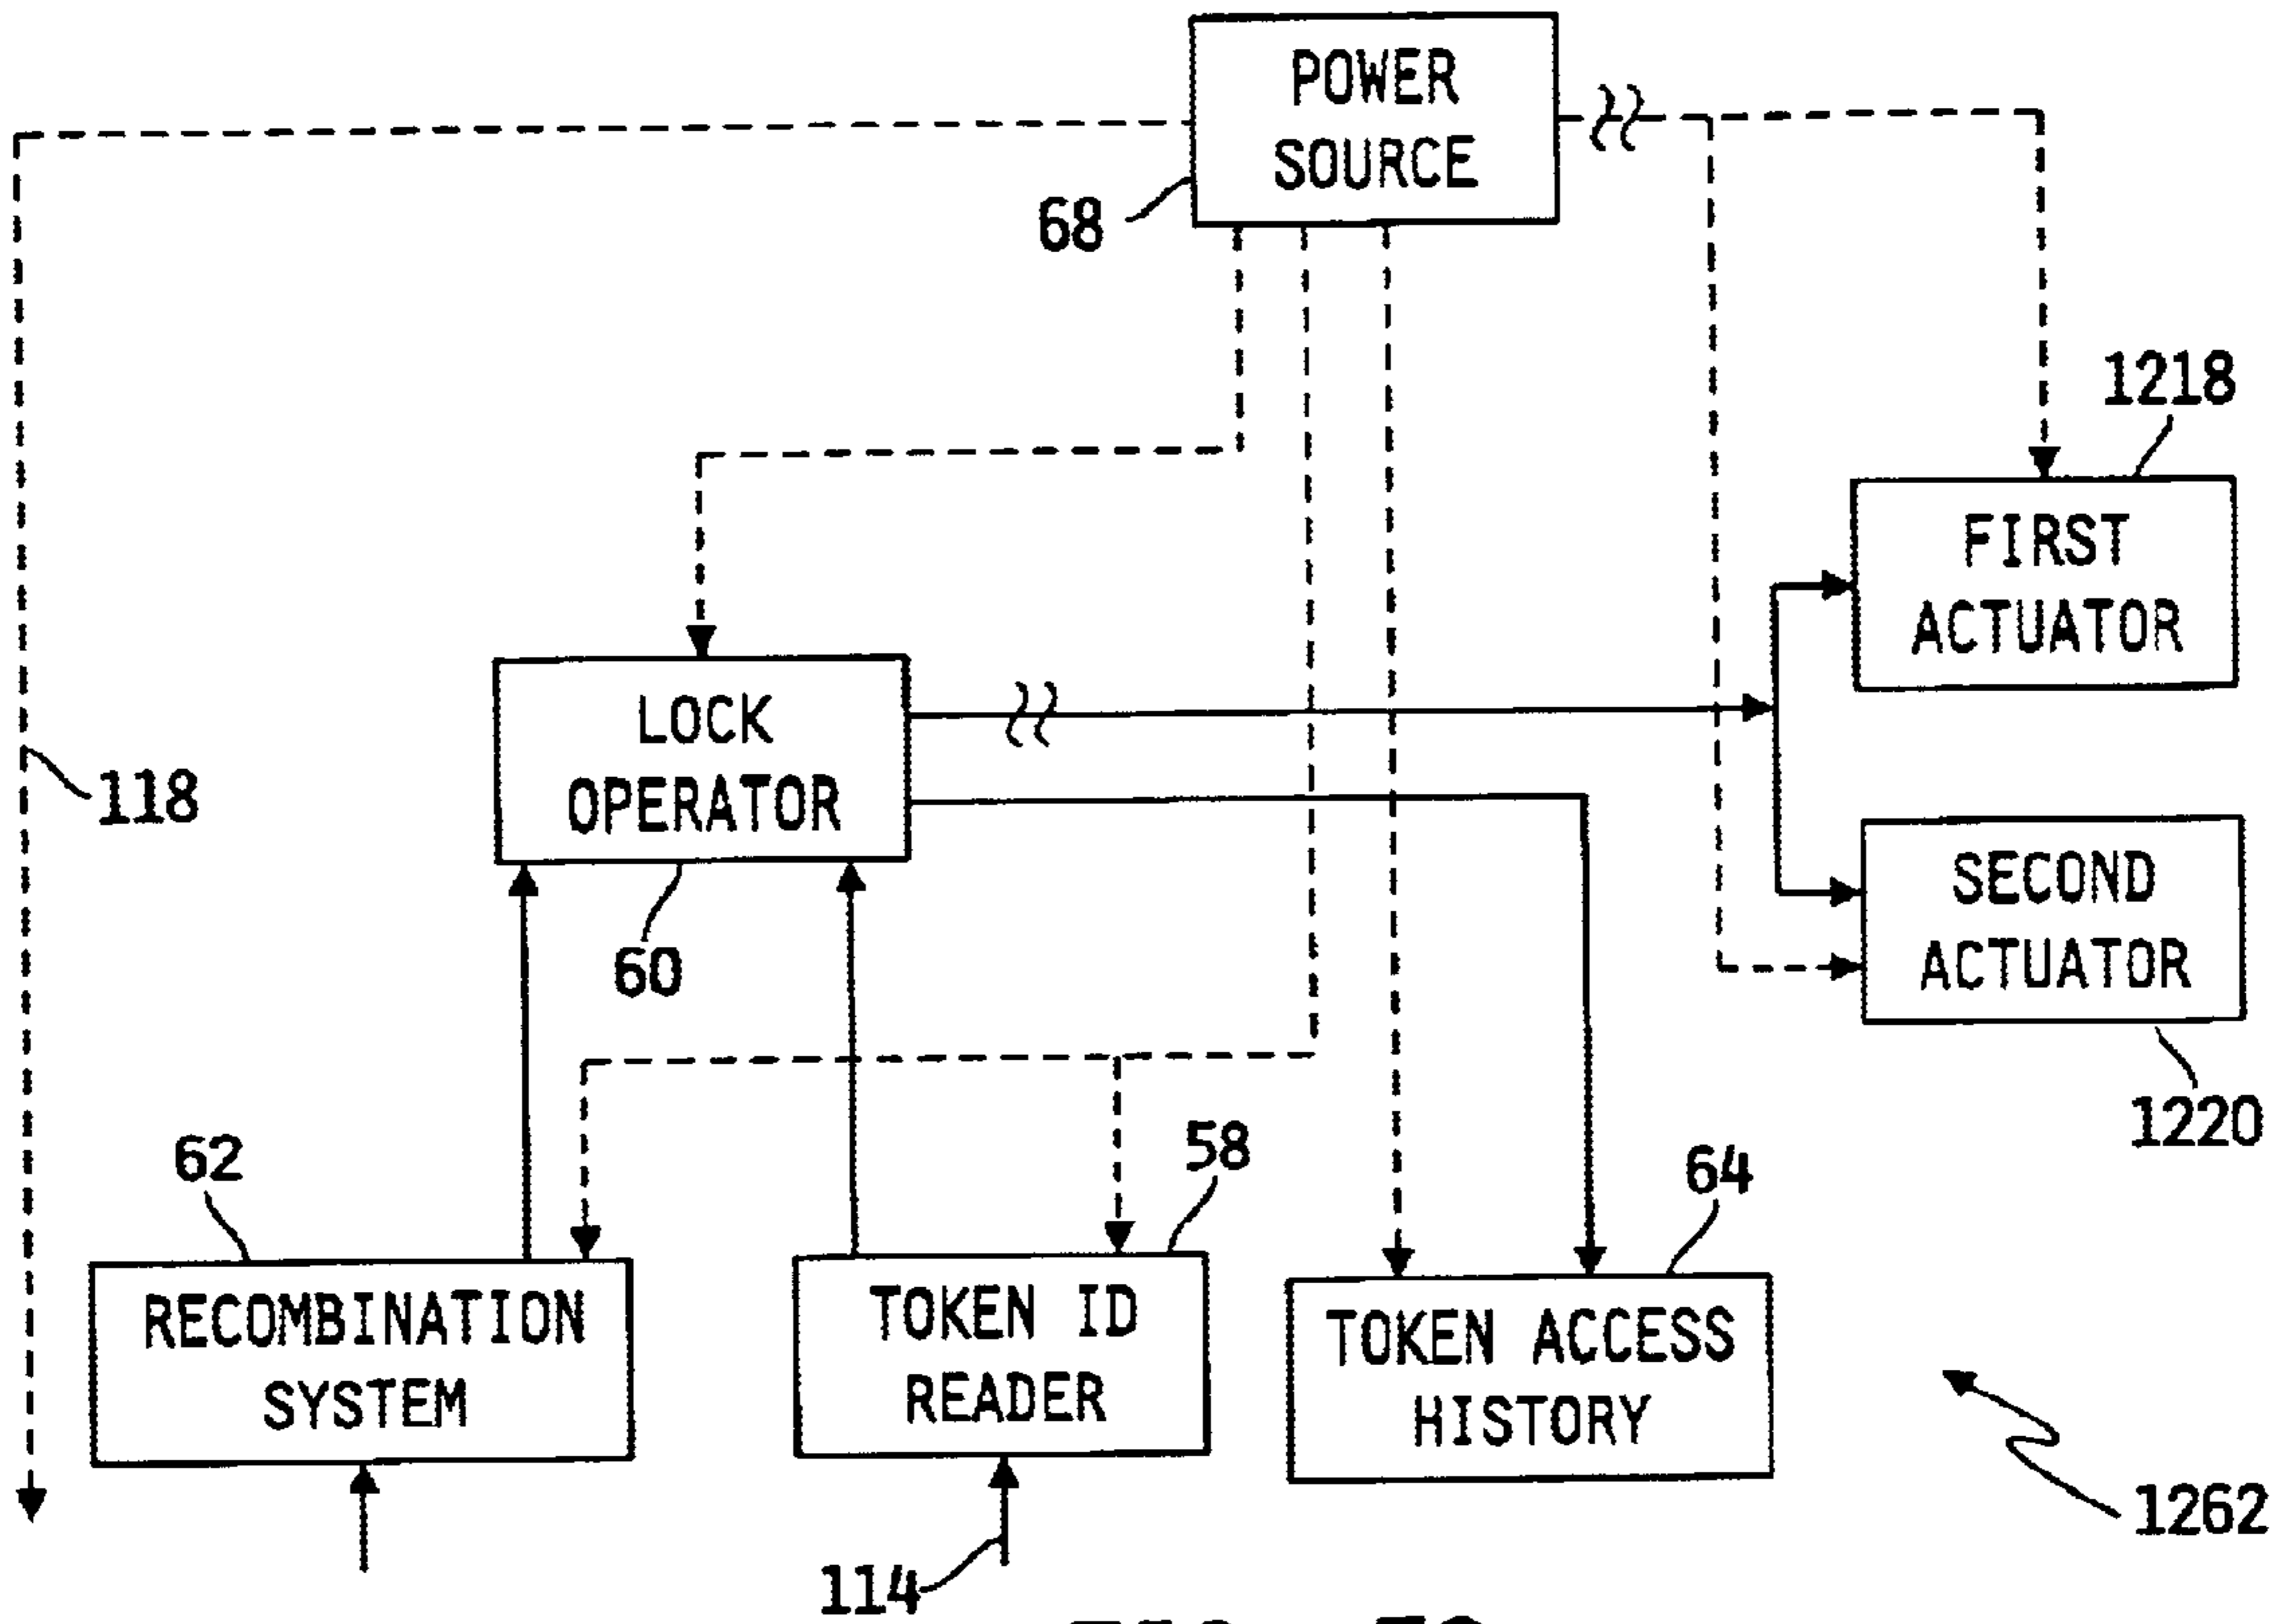 POWER
SOURCE
68
1218
FIRST
ACTUATOR
LOCK
OPERATOR
118
60
SECOND
ACTUATOR
1220
62
58
64
RECOMBINATION
SYSTEM
TOKEN ID
READER
TOKEN ACCESS
HISTORY
1262
114